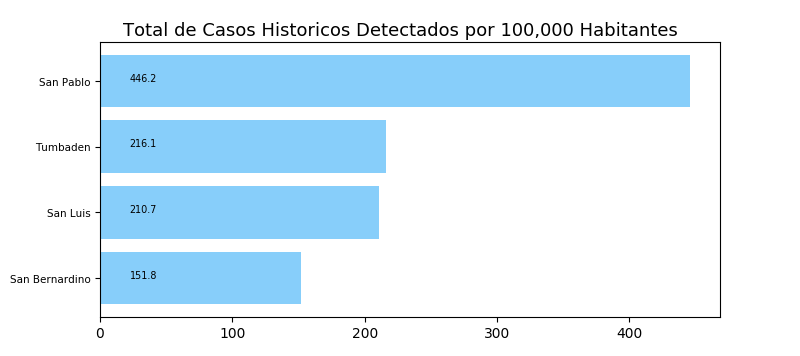 Total de Casos Historicos Detectados por 100,000 Habitantes
San Pablo 446.2
Tumbaden 216.1
San Luis 210.7
San Bernardino 151.8
0 100 200 300 400